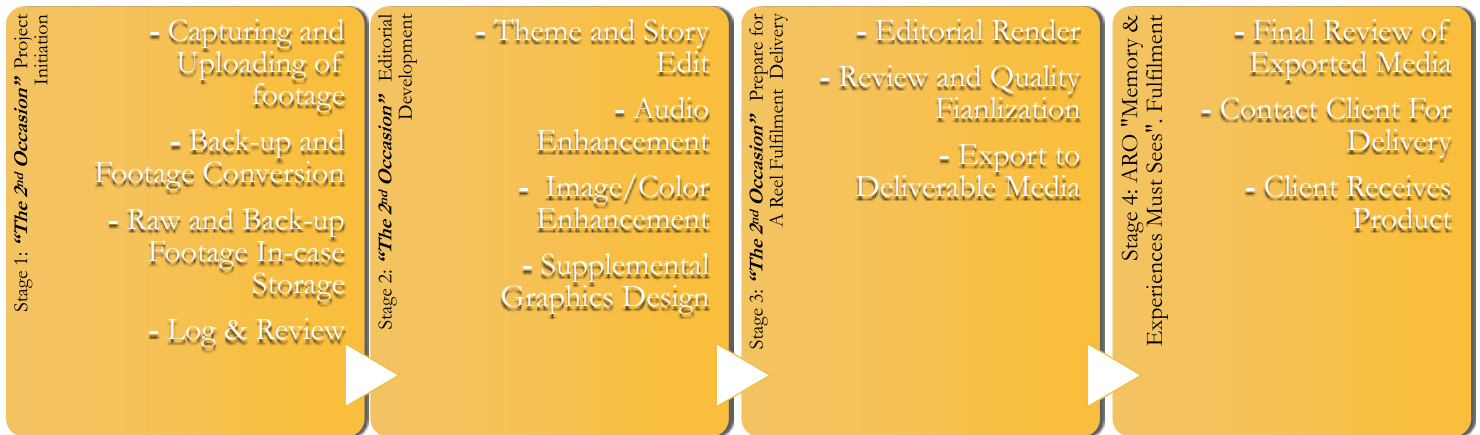 Stage 1: “The 2nd Occasion” Project
Initiation
- Capturing and
Uploading of
footage
- Back-up and
Footage Conversion
- Raw and Back-up
Footage In-case
Storage
- Log & Review
Stage 2: “The 2nd Occasion” Editorial
Development
- Theme and Story
Edit
- Audio
Enhancement
- Image/Color
Enhancement
- Supplemental
Graphics Design
Stage 3: “The 2nd Occasion” Prepare for
A Reel Fulfilment Delivery
- Editorial Render
- Review and Quality
Fianlization
- Export to
Deliverable Media
Stage 4: ARO "Memory &
Experiences Must Sees". Fulfilment
- Final Review of
Exported Media
- Contact Client For
Delivery
- Client Receives
Product